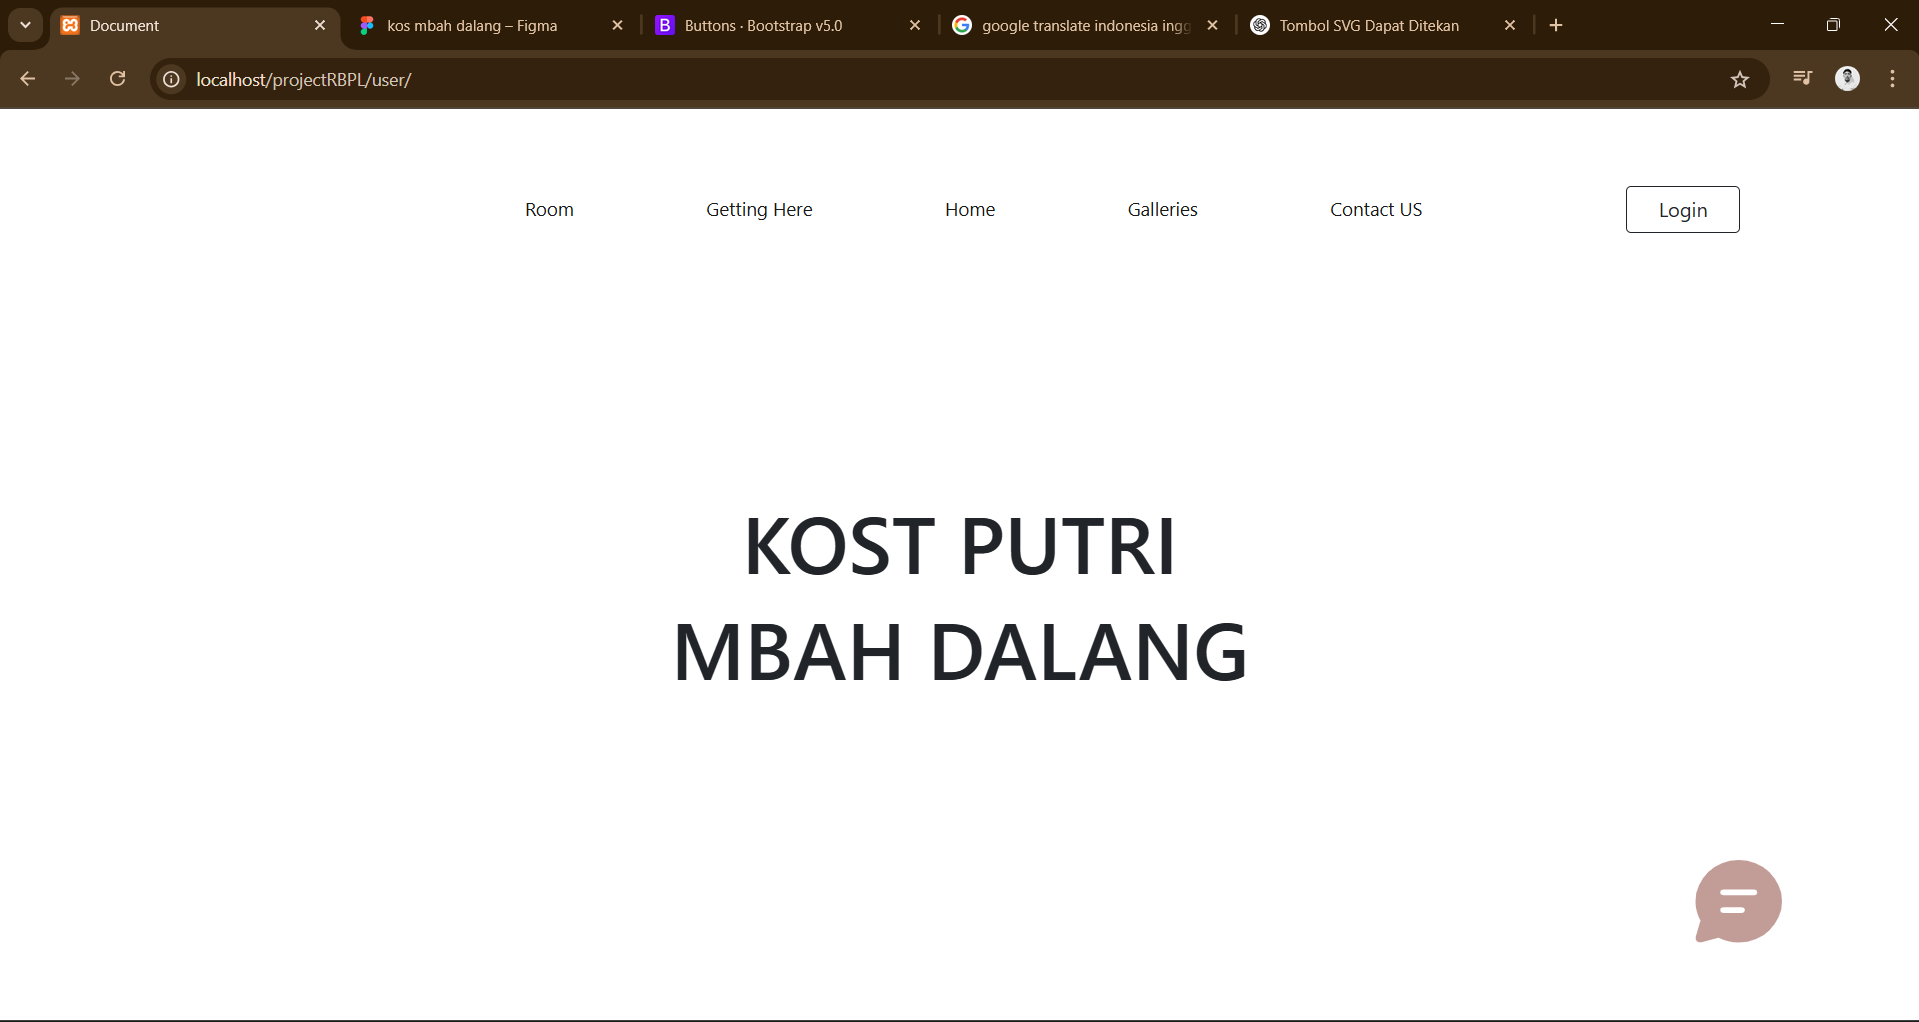 Document
kos mbah dalang – Figma
Buttons · Bootstrap v5.0
google translate indonesia ingg
Tombol SVG Dapat Ditekan
localhost/projectRBPL/user/
Room
Getting Here
Home
Galleries
Contact US
Login
KOST PUTRI
MBAH DALANG